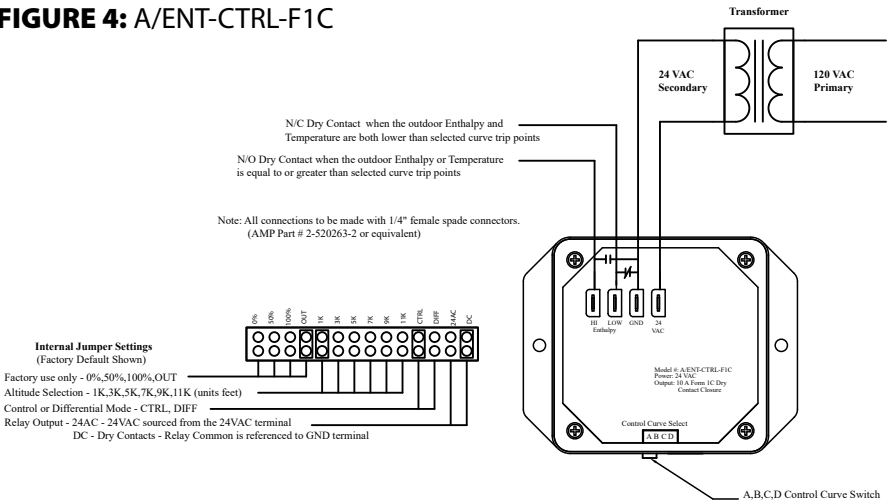 FIGURE 4: A/ENT-CTRL-F1C
Transformer
24 VAC
Secondary
120 VAC
Primary
N/C Dry Contact when the outdoor Enthalpy and
Temperature are both lower than selected curve trip points
N/O Dry Contact when the outdoor Enthalpy or Temperature
is equal to or greater than selected curve trip points
Note: All connections to be made with 1/4" female spade connectors.
(AMP Part # 2-520263-2 or equivalent)
0% 50% 100% OUT 1K 3K 5K 7K 9K 11K CTRL DIFF 24AC DC
Internal Jumper Settings
(Factory Default Shown)
Factory use only - 0%,50%,100%,OUT
Altitude Selection - 1K,3K,5K,7K,9K,11K (units feet)
Control or Differential Mode - CTRL, DIFF
Relay Output - 24AC - 24VAC sourced from the 24VAC terminal
DC - Dry Contacts - Relay Common is referenced to GND terminal
HI LOW GND 24
Enthalpy VAC
Model #: A/ENT-CTRL-F1C
Power: 24 VAC
Output: 10 A Form 1C Dry
Contact Closure
Control Curve Select
A B C D
A,B,C,D Control Curve Switch